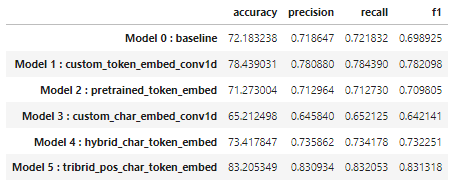 accuracy precision recall f1
Model 0 : baseline 72.183238 0.718647 0.721832 0.698925
Model 1 : custom_token_embed_conv1d 78.439031 0.780880 0.784390 0.782098
Model 2 : pretrained_token_embed 71.273004 0.712964 0.712730 0.709805
Model 3 : custom_char_embed_conv1d 65.212498 0.645840 0.652125 0.642141
Model 4 : hybrid_char_token_embed 73.417847 0.735862 0.734178 0.732251
Model 5 : tribrid_pos_char_token_embed 83.205349 0.830934 0.832053 0.831318